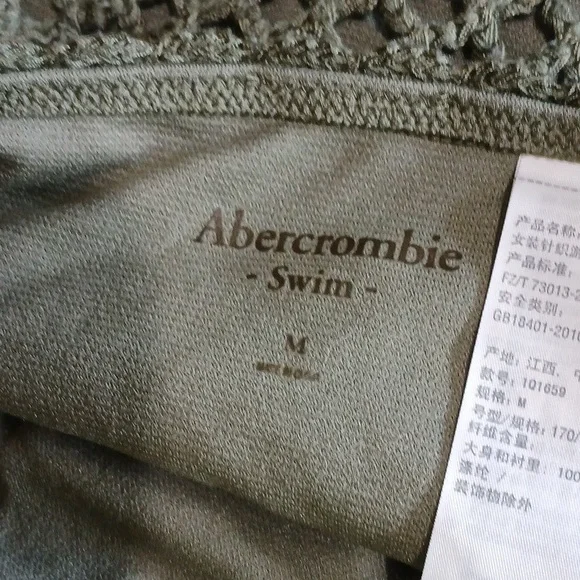 Abercrombie
- Swim -
M
产品名称
女装针织
产品标准:
FZ/T 73013-2
安全类别:
GB18401-2010
产地: 江西,
款号: 101659
规格: M
号型/规格: 170/
纤维含量:
大身和衬里: 100
涤纶 /
装饰物除外